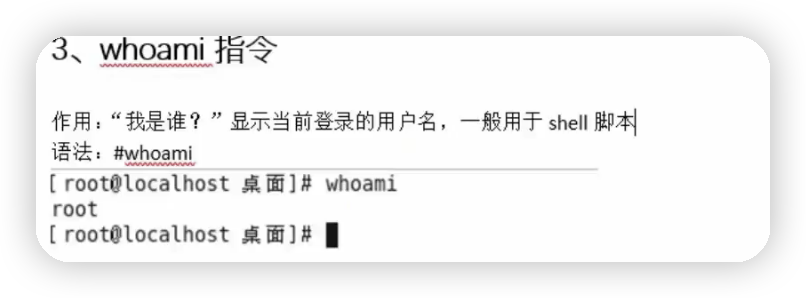 3、whoami 指令
作用：“我是谁？”显示当前登录的用户名，一般用于 shell 脚本
语法：#whoami
[root@localhost 桌面]# whoami
root
[root@localhost 桌面]#